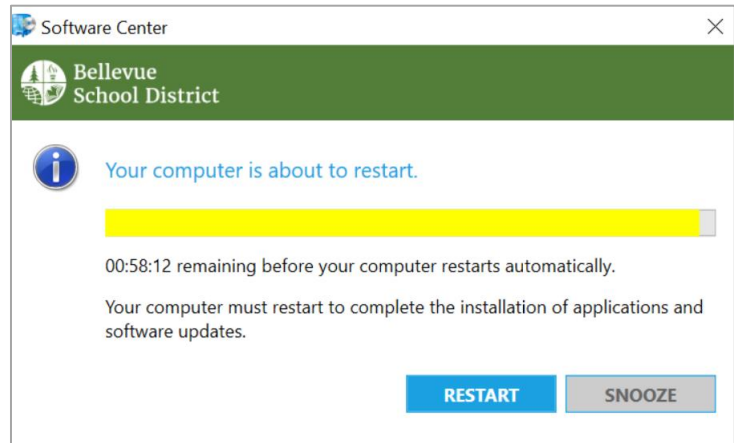 Software Center
Bellevue
School District
Your computer is about to restart.
00:58:12 remaining before your computer restarts automatically.
Your computer must restart to complete the installation of applications and
software updates.
RESTART SNOOZE